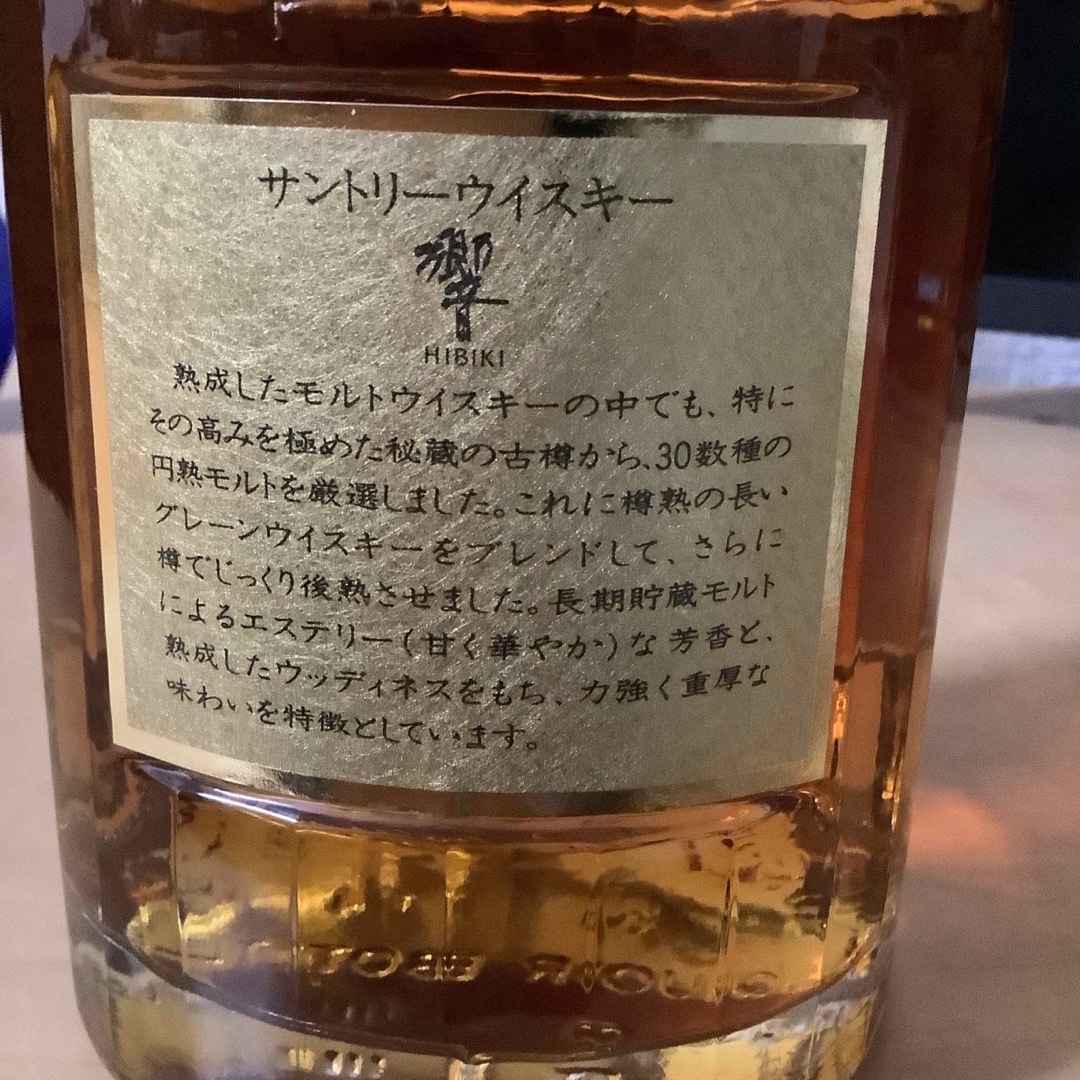 サントリーウイスキー
響
HIBIKI
熟成したモルトウイスキーの中でも、特に
その高みを極めた秘蔵の古樽から、30数種の
円熟モルトを厳選しました。これに樽熟の長い
グレーンウイスキーをブレンドして、さらに
樽でじっくり後熟させました。長期貯蔵モルト
によるエステリー(甘く華やか)な芳香と、
熟成したウッディネスをもち、力強く重厚な
味わいを特徴としています。